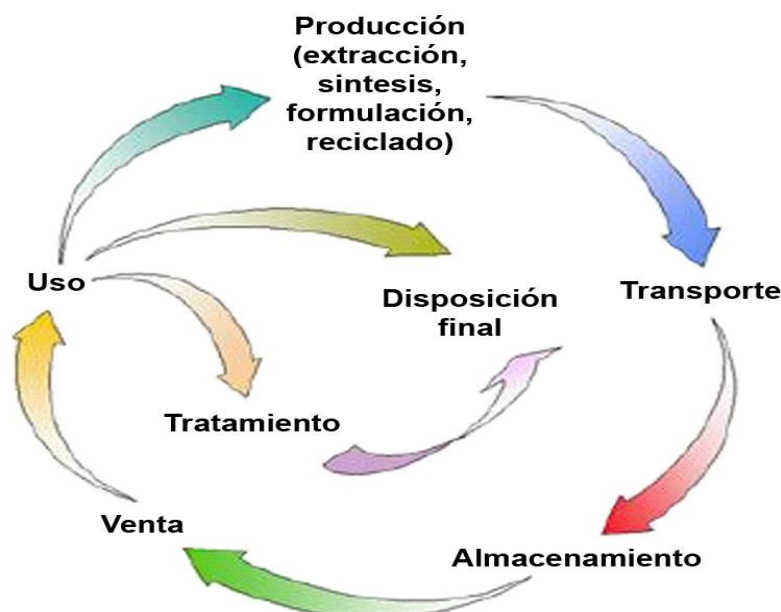 Producción
(extracción,
sintesis,
formulación,
reciclado)
Uso
Disposición
final
Transporte
Tratamiento
Venta
Almacenamiento